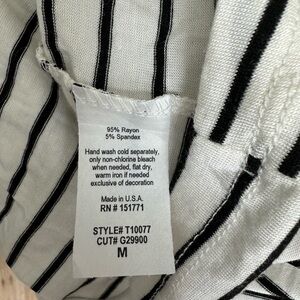 95% Rayon
5% Spandex
Hand wash cold separately,
only non-chlorine bleach
when needed, flat dry,
warm iron if needed
exclusive of decoration
Made in U.S.A.
RN # 151771
STYLE# T10077
CUT# G29900
M